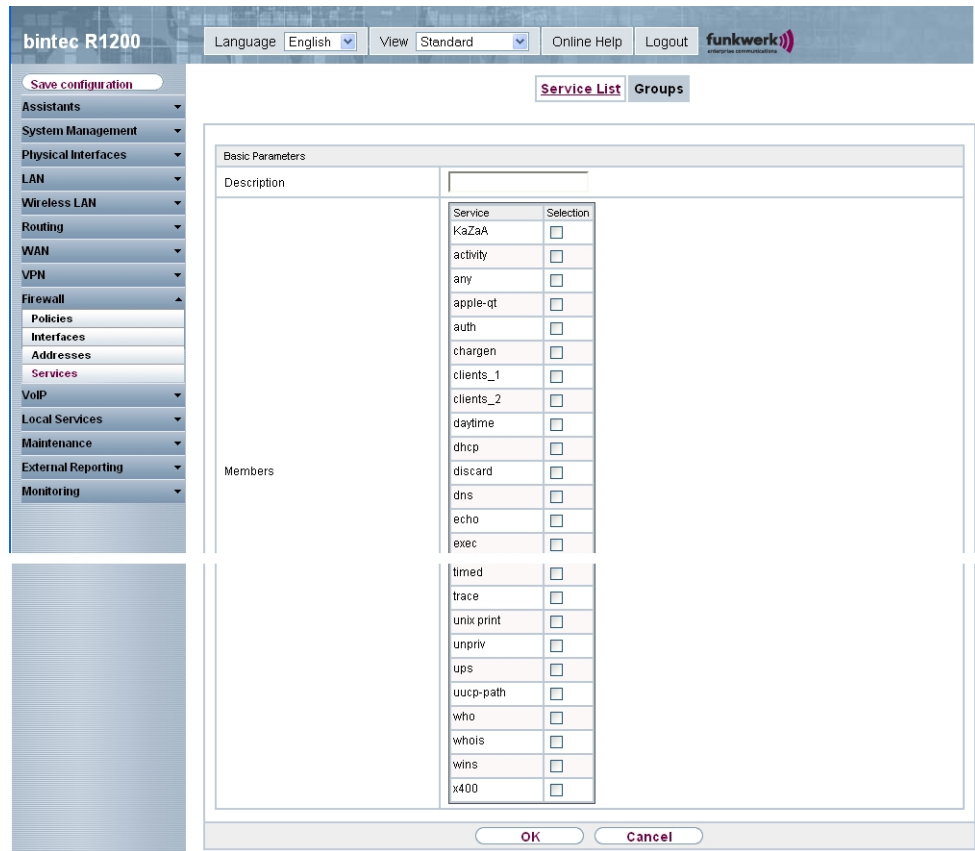 bintec R1200
Language English View Standard Online Help Logout funkwerk
enterprise communications
Save configuration
Assistants
System Management
Physical Interfaces
LAN
Wireless LAN
Routing
WAN
VPN
Firewall
Policies
Interfaces
Addresses
Services
VoIP
Local Services
Maintenance
External Reporting
Monitoring
Service List Groups
Basic Parameters
Description
Members
Service Selection
KaZaA
activity
any
apple-qt
auth
chargen
clients_1
clients_2
daytime
dhcp
discard
dns
echo
exec
timed
trace
unix print
unpriv
ups
uucp-path
who
whois
wins
x400
OK Cancel